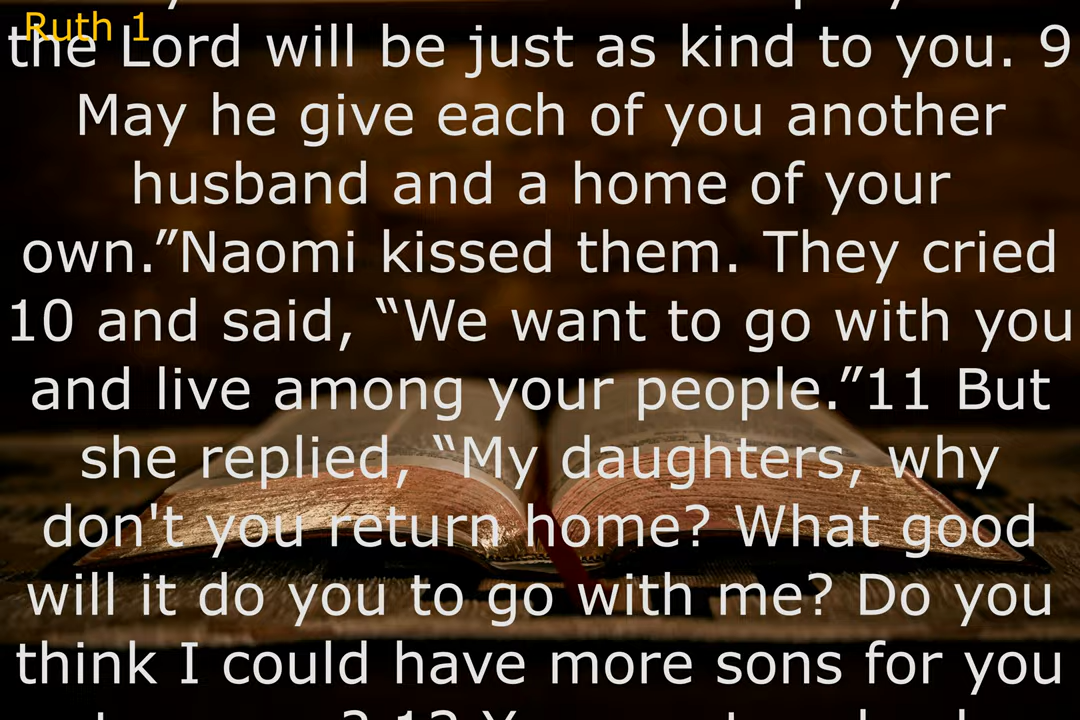 Ruth 1
the Lord will be just as kind to you. 9
May he give each of you another
husband and a home of your
own.”Naomi kissed them. They cried
10 and said, “We want to go with you
and live among your people.”11 But
she replied, “My daughters, why
don't you return home? What good
will it do you to go with me? Do you
think I could have more sons for you